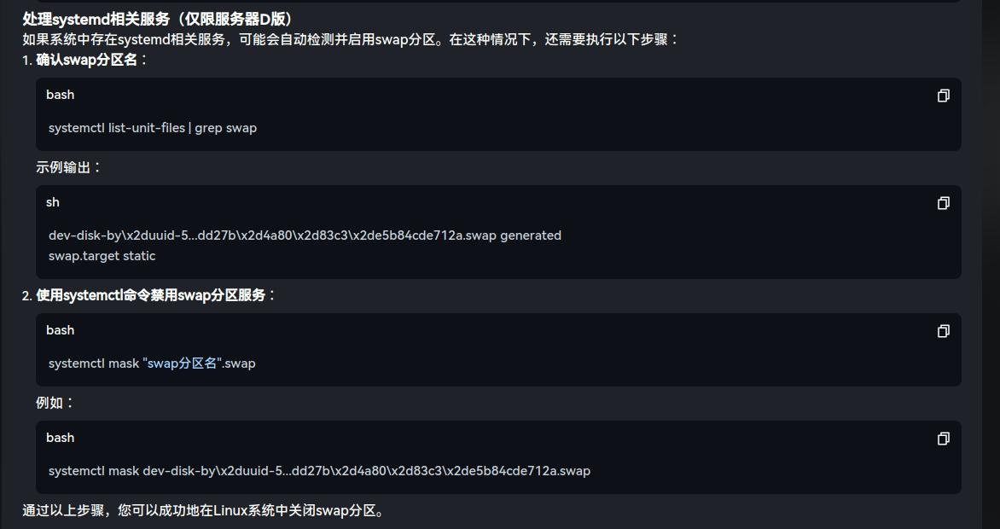 处理systemd相关服务（仅限服务器D版）
如果系统中存在systemd相关服务，可能会自动检测并启用swap分区。在这种情况下，还需要执行以下步骤：
1. 确认swap分区名：
bash
systemctl list-unit-files | grep swap
示例输出：
sh
dev-disk-by\x2duuid-5...dd27b\x2d4a80\x2d83c3\x2de5b84cde712a.swap generated
swap.target static
2. 使用systemctl命令禁用swap分区服务：
bash
systemctl mask "swap分区名".swap
例如：
bash
systemctl mask dev-disk-by\x2duuid-5...dd27b\x2d4a80\x2d83c3\x2de5b84cde712a.swap
通过以上步骤，您可以成功地在Linux系统中关闭swap分区。